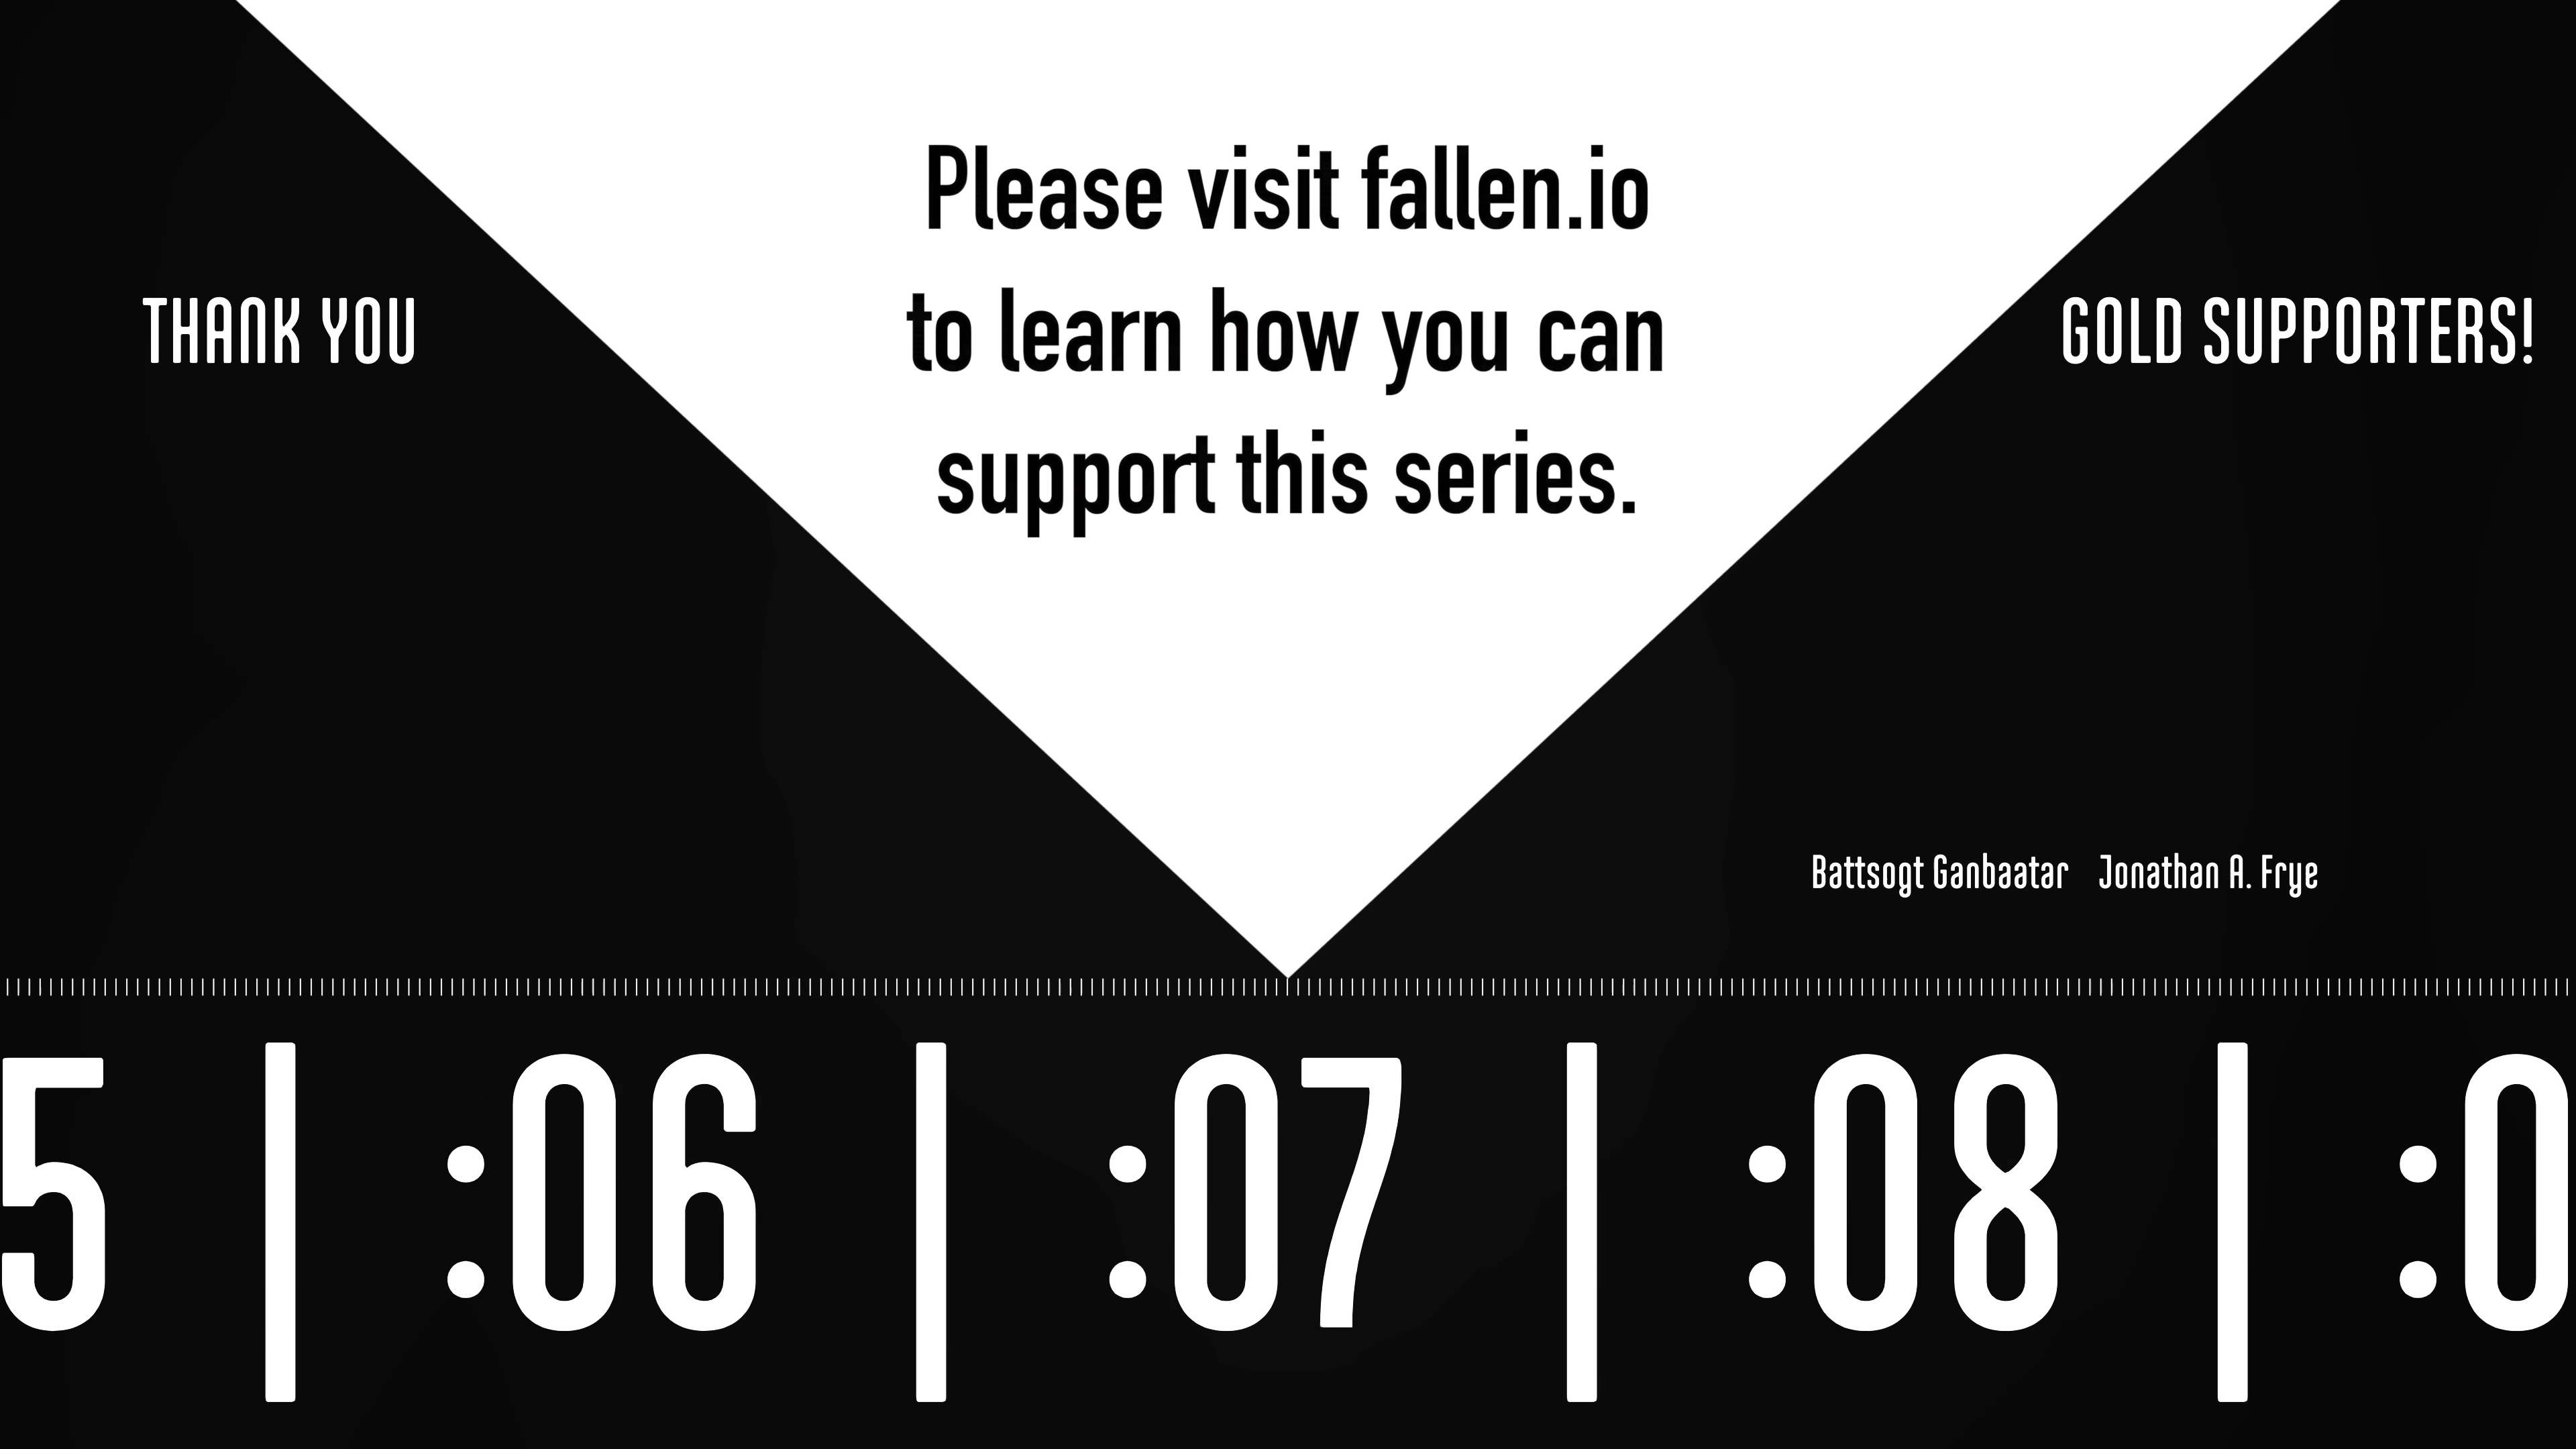 Please visit fallen.io
to learn how you can
support this series.
THANK YOU
GOLD SUPPORTERS!
Battsogt Ganbaatar Jonathan A. Frye
5 | :06 | :07 | :08 | :0